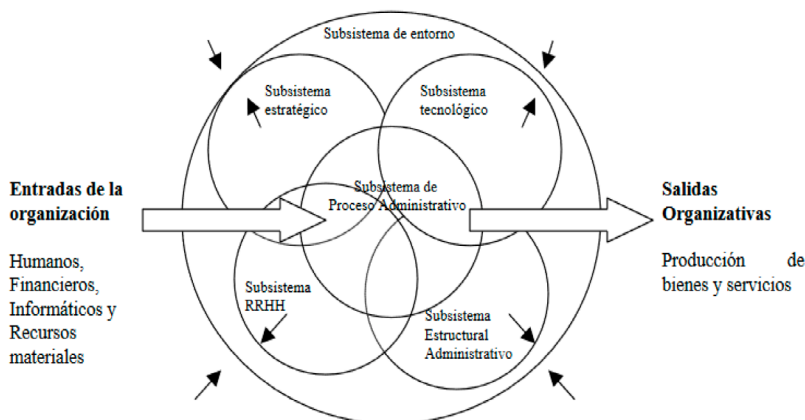 Subsistema de entorno
Subsistema
estratégico
Subsistema
tecnológico
Entradas de la
organización
Humanos,
Financieros,
Informáticos y
Recursos
materiales
Subsistema de
Proceso Administrativo
Subsistema
RRHH
Subsistema
Estructural
Administrativo
Salidas
Organizativas
Producción de
bienes y servicios